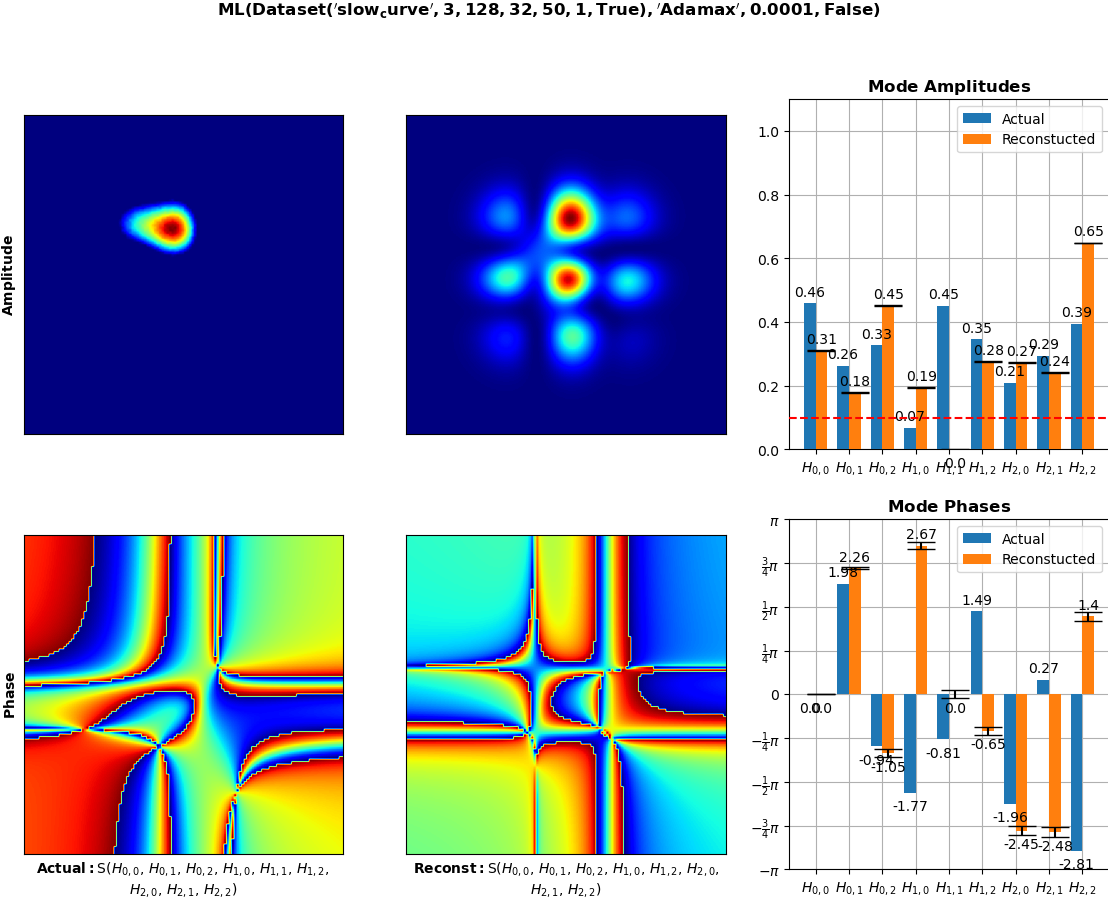 ML(Dataset('slow_curve', 3, 128, 32, 50, 1, True), 'Adamax', 0.0001, False)
Amplitude
Mode Amplitudes
Actual
Reconstucted
1.0
0.8
0.6
0.4
0.2
0.0
0.46
0.31
0.26
0.18
0.33
0.45
0.07
0.19
0.45
0.0
0.35
0.28
0.21
0.27
0.29
0.24
0.39
0.65
H0,0 H0,1 H0,2 H1,0 H1,1 H1,2 H2,0 H2,1 H2,2
Phase
Mode Phases
Actual
Reconstucted
π
3/4π
1/2π
1/4π
0
−1/4π
−1/2π
−3/4π
−π
0.0
0.0
1.98
2.26
-0.94
-1.05
-1.77
2.67
-0.81
0.0
1.49
-0.65
-1.96
-2.45
0.27
-2.48
-2.81
1.4
H0,0 H0,1 H0,2 H1,0 H1,1 H1,2 H2,0 H2,1 H2,2
Actual: S(H0,0, H0,1, H0,2, H1,0, H1,1, H1,2,
H2,0, H2,1, H2,2)
Reconst: S(H0,0, H0,1, H0,2, H1,0, H1,2, H2,0,
H2,1, H2,2)